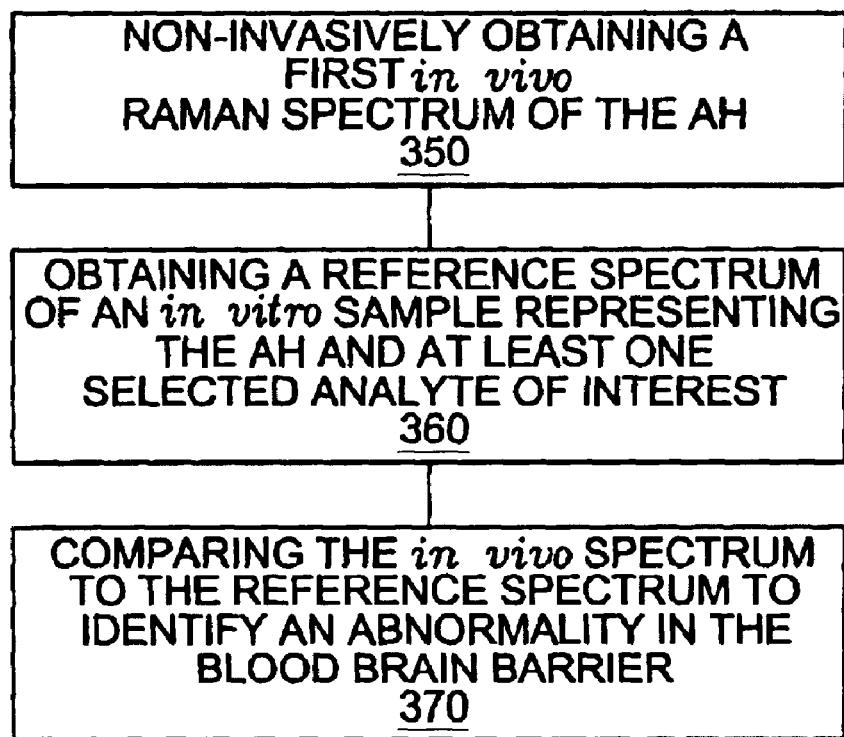 NON-INVASIVELY OBTAINING A
FIRST in vivo
RAMAN SPECTRUM OF THE AH
350
OBTAINING A REFERENCE SPECTRUM
OF AN in vitro SAMPLE REPRESENTING
THE AH AND AT LEAST ONE
SELECTED ANALYTE OF INTEREST
360
COMPARING THE in vivo SPECTRUM
TO THE REFERENCE SPECTRUM TO
IDENTIFY AN ABNORMALITY IN THE
BLOOD BRAIN BARRIER
370